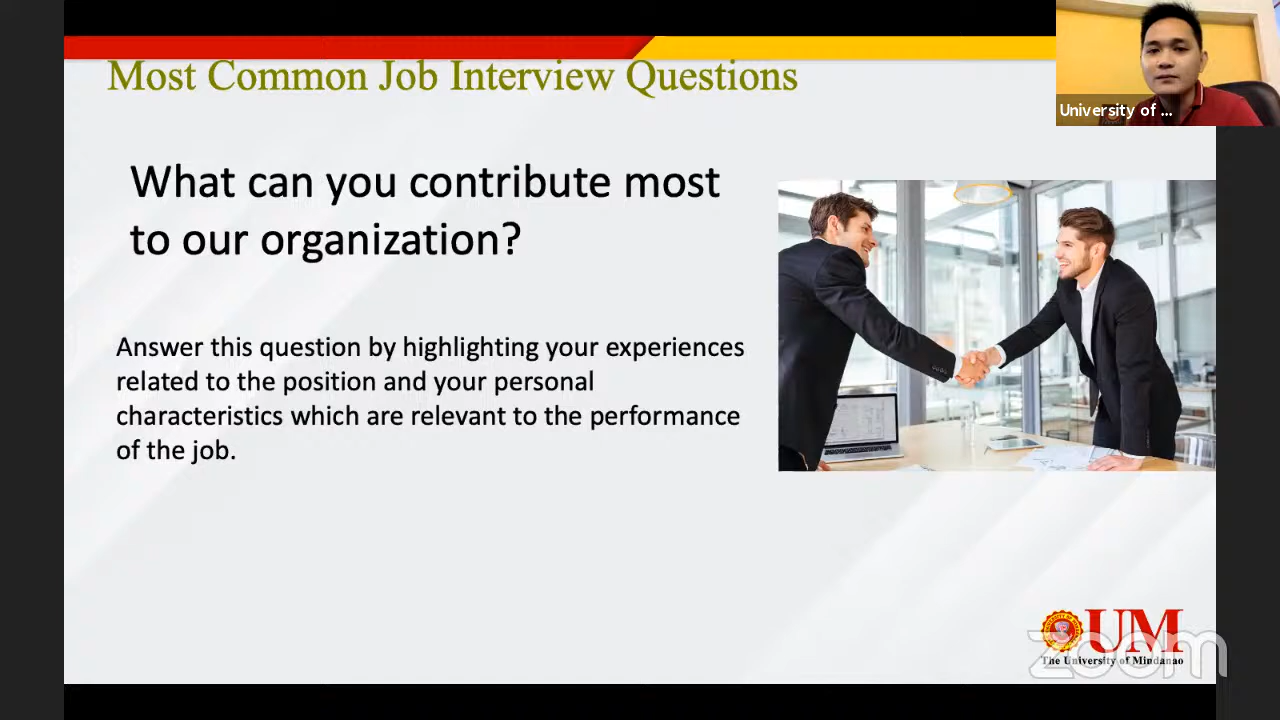 Most Common Job Interview Questions
University of ...
What can you contribute most
to our organization?
Answer this question by highlighting your experiences
related to the position and your personal
characteristics which are relevant to the performance
of the job.
UM
The University of Mindanao
zoom